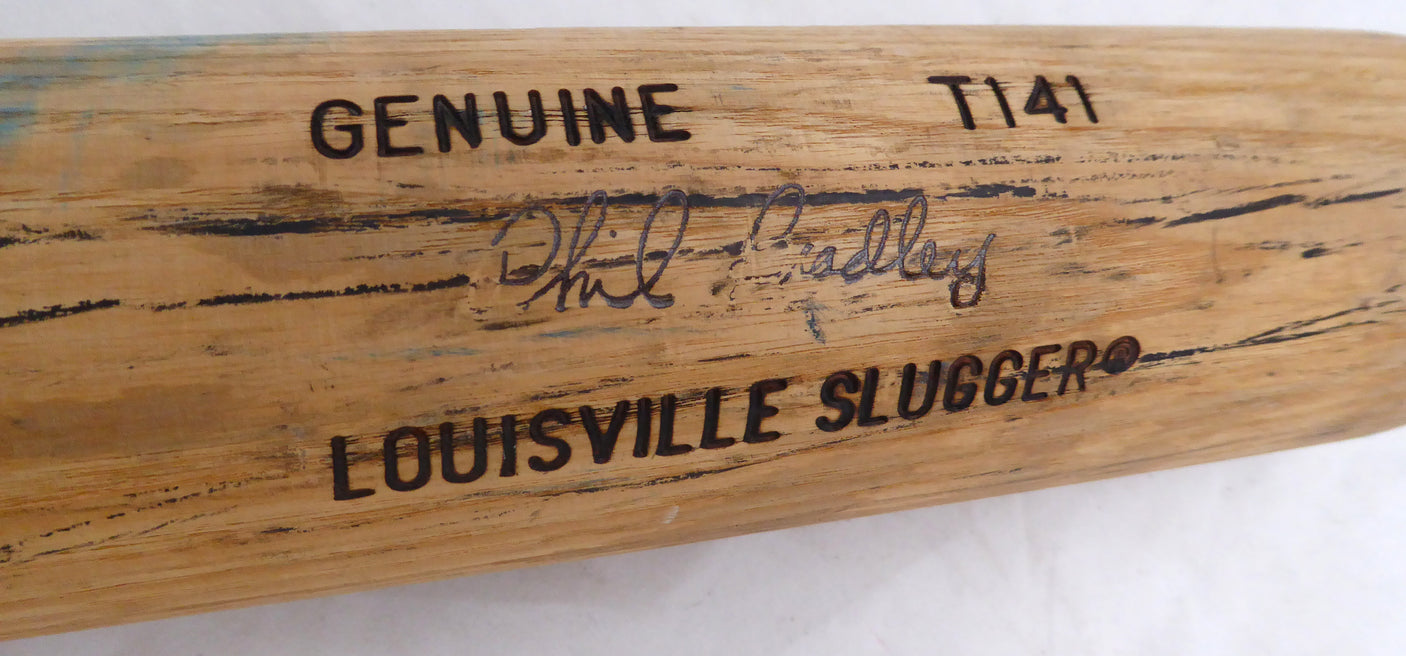 GENUINE T141
Phil Bradley
LOUISVILLE SLUGGER®